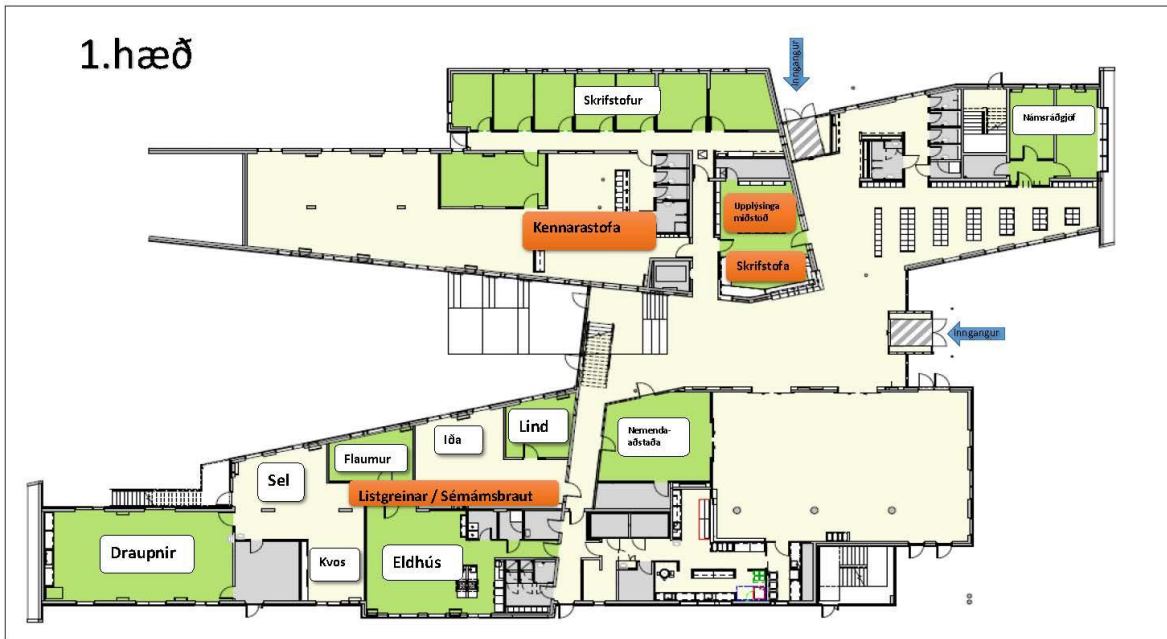 1.hæð
Inngangur
Skrifstofur
Námsráðgjöf
Upplýsinga
miðstoð
Kennarastofa
Skrifstofa
Inngangur
Lind
Iða
Nemenda-
aðstaða
Flaumur
Sel
Listgreinar / Sémámsbraut
Draupnir
Kvos
Eldhús